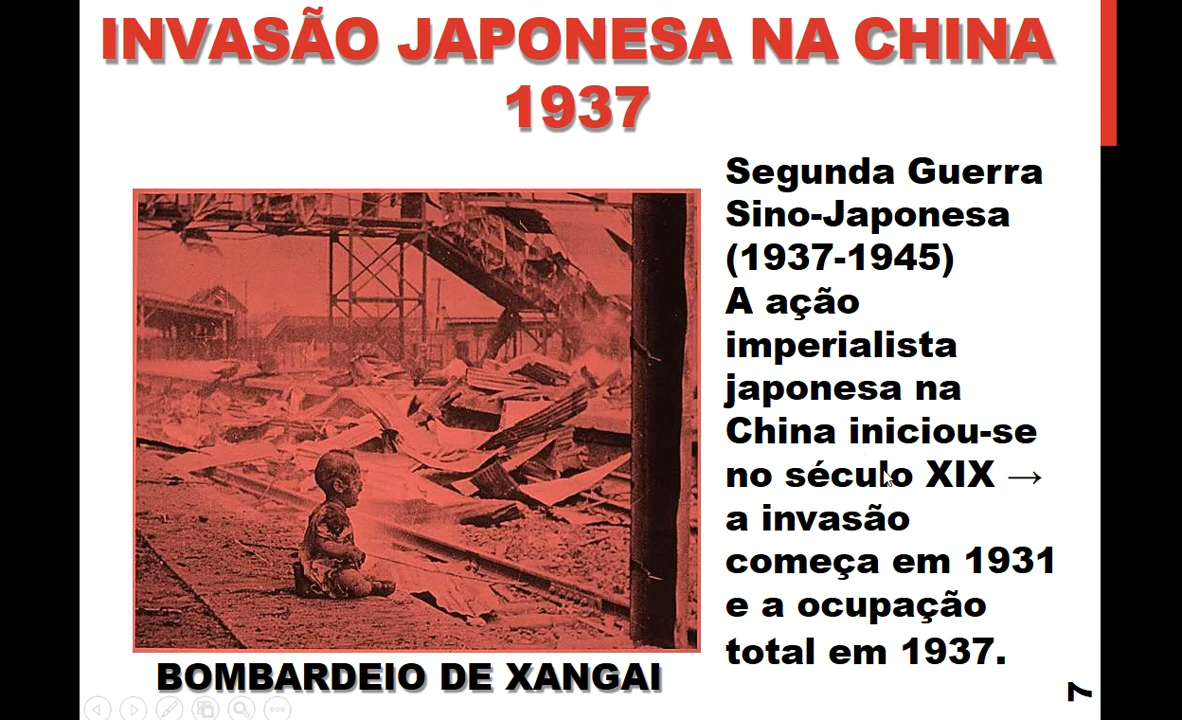 INVASÃO JAPONESA NA CHINA
1937
Segunda Guerra
Sino-Japonesa
(1937-1945)
A ação
imperialista
japonesa na
China iniciou-se
no século XIX →
a invasão
começa em 1931
e a ocupação
total em 1937.
BOMBARDEIO DE XANGAI
7